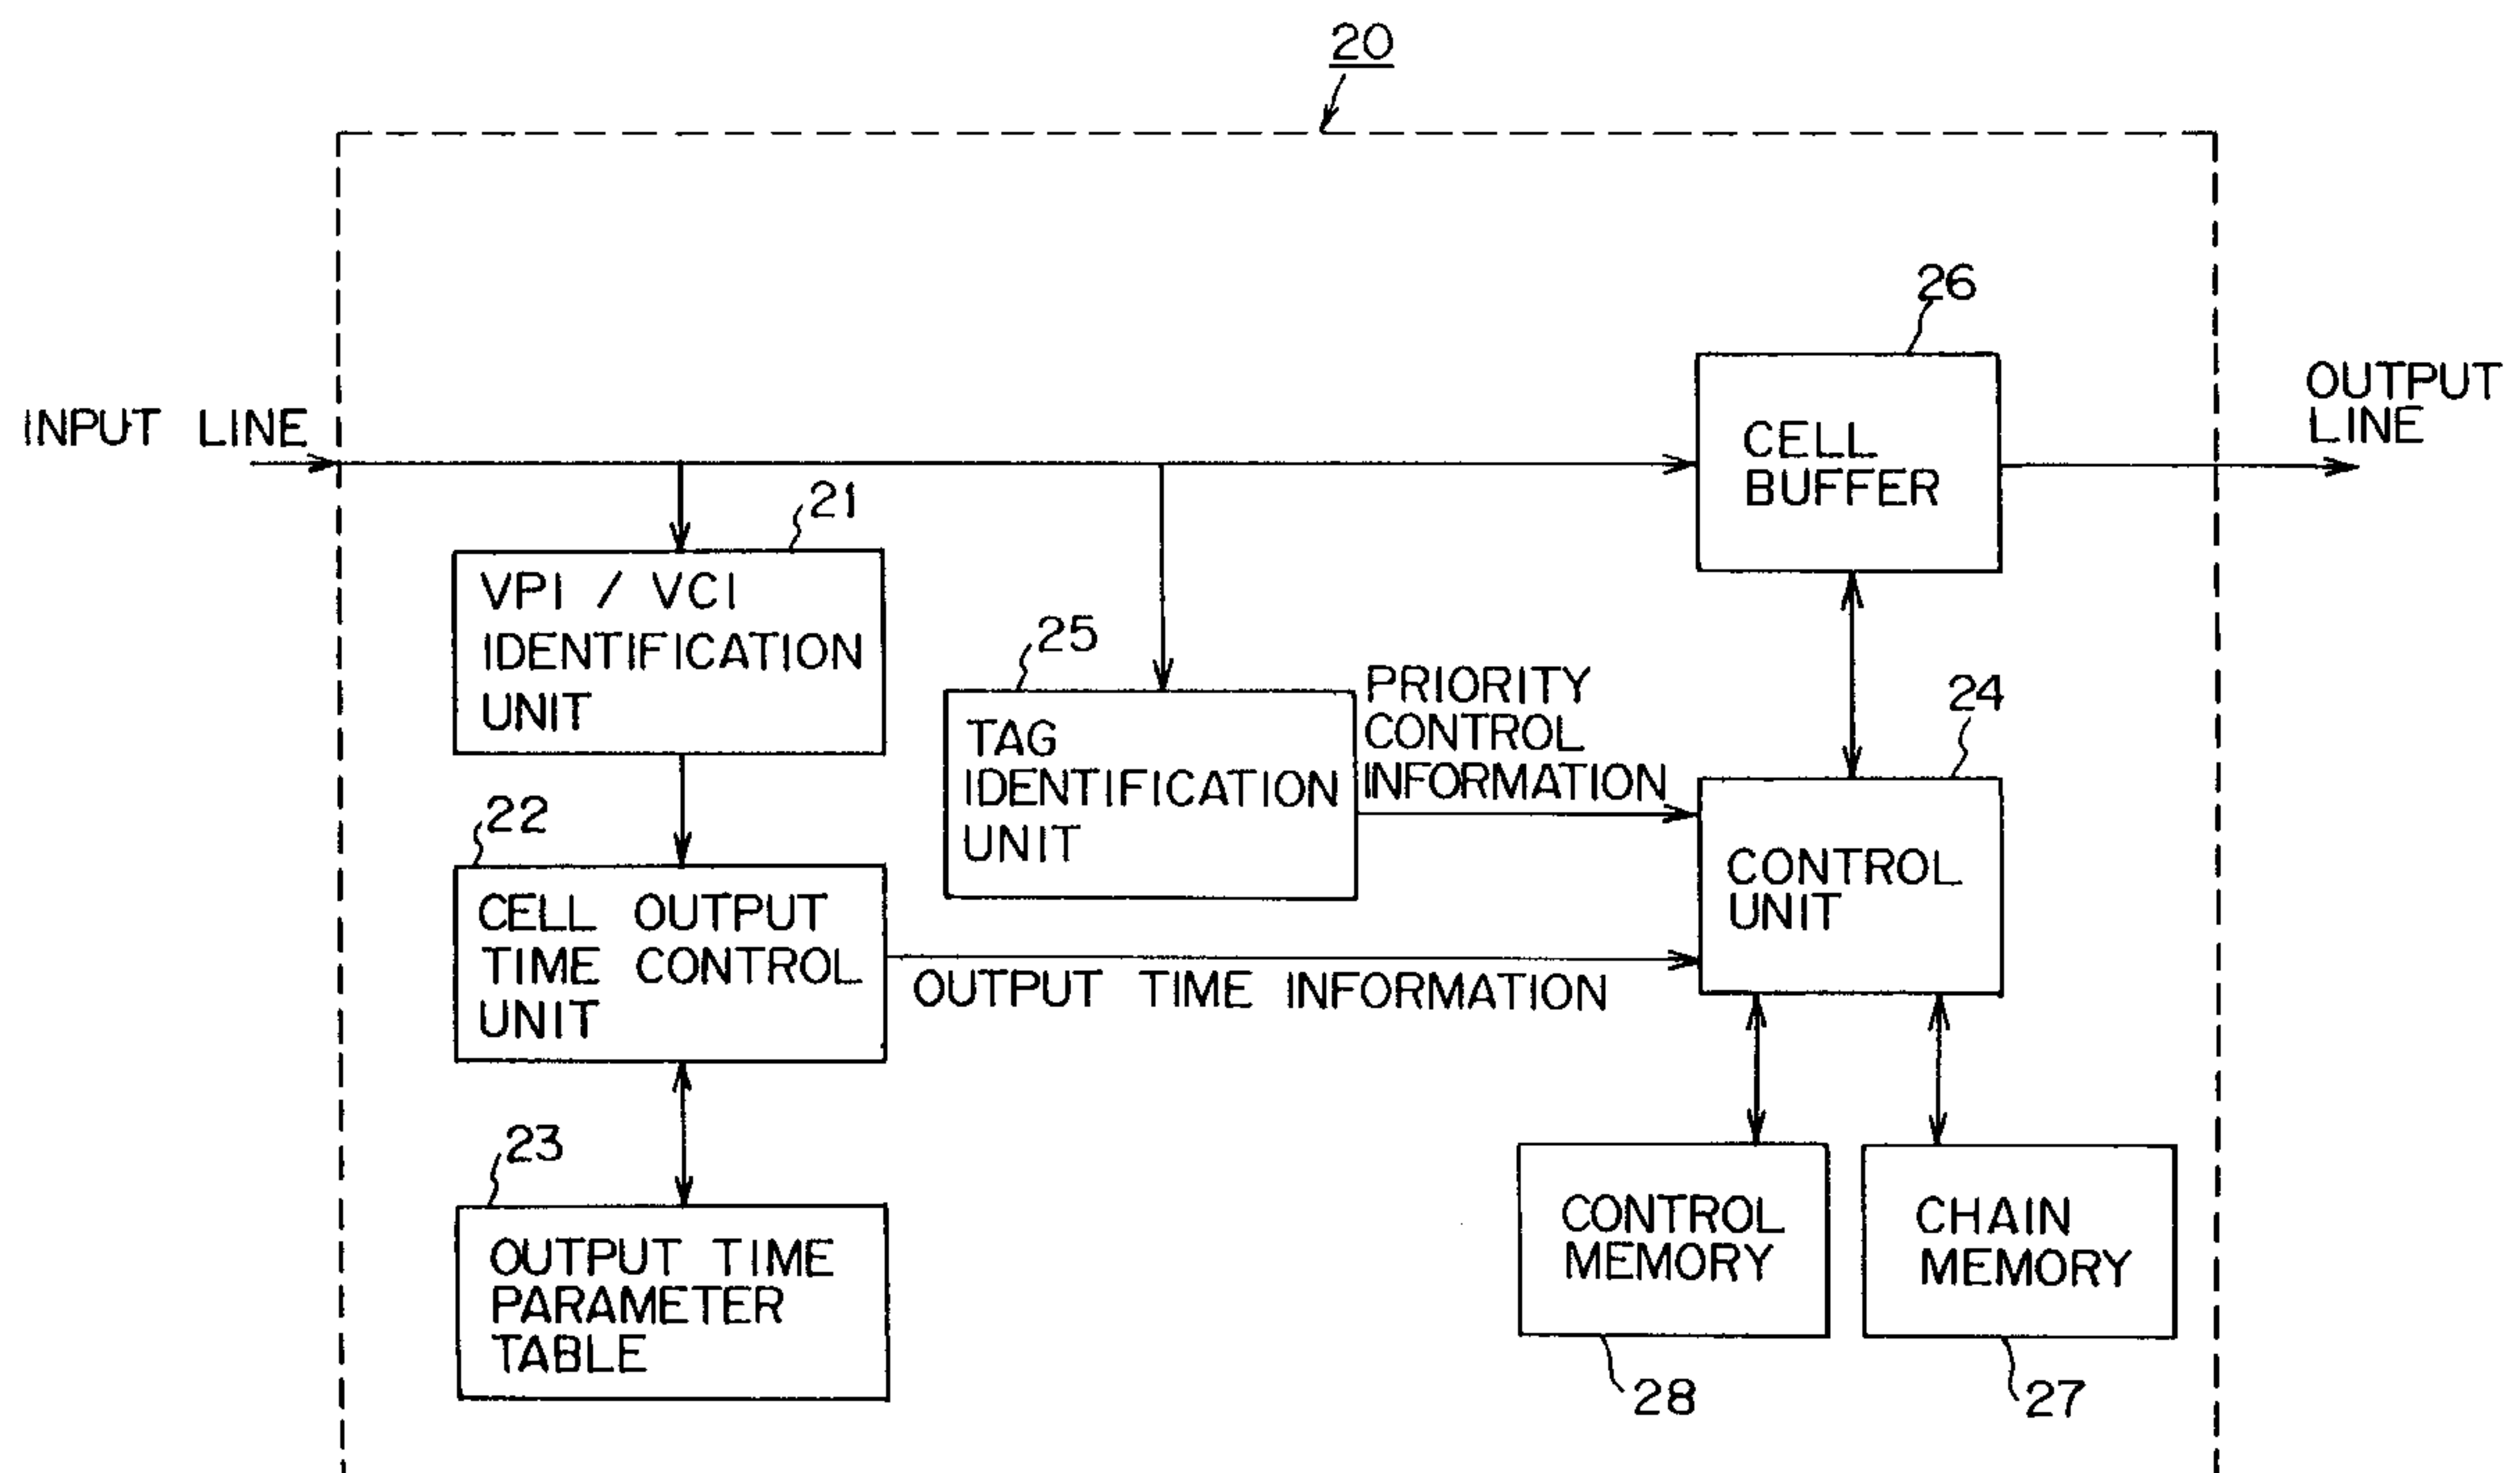 20
26
OUTPUT
LINE
INPUT LINE
CELL
BUFFER
21
VPI / VCI
IDENTIFICATION
UNIT
25
TAG
IDENTIFICATION
UNIT
PRIORITY
CONTROL
INFORMATION
24
CONTROL
UNIT
22
CELL OUTPUT
TIME CONTROL
UNIT
OUTPUT TIME INFORMATION
23
OUTPUT TIME
PARAMETER
TABLE
CONTROL
MEMORY
CHAIN
MEMORY
28
27